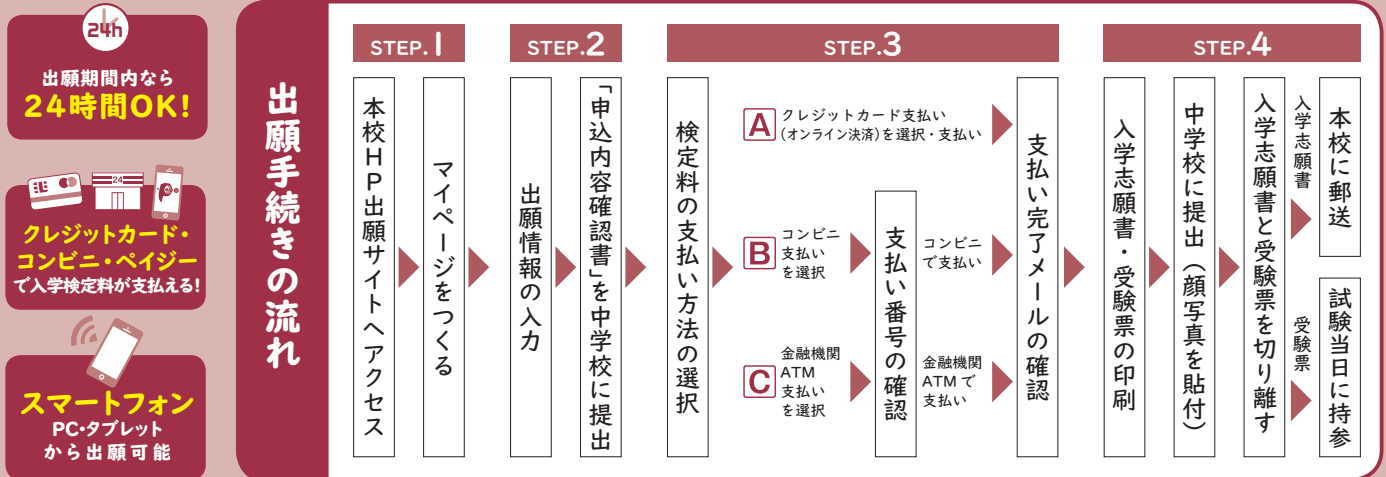 24h
出願期間内なら
24時間OK!
24
クレジットカード・
コンビニ・ペイジー
で入学検定料が支払える!
スマートフォン
PC・タブレット
から出願可能
出願手続きの流れ
STEP.1
本校HP出願サイトへアクセス
マイページをつくる
STEP.2
出願情報の入力
「申込内容確認書」を中学校に提出
STEP.3
検定料の支払い方法の選択
A
クレジットカード支払い
(オンライン決済)を選択・支払い
B
コンビニ
支払い
を選択
C
金融機関
ATM
支払い
を選択
支払い番号の確認
コンビニ
で支払い
金融機関
ATMで
支払い
支払い完了メールの確認
STEP.4
入学志願書・受験票の印刷
中学校に提出(顔写真を貼付)
入学志願書と受験票を切り離す
入学志願書
本校に郵送
受験票
試験当日に持参